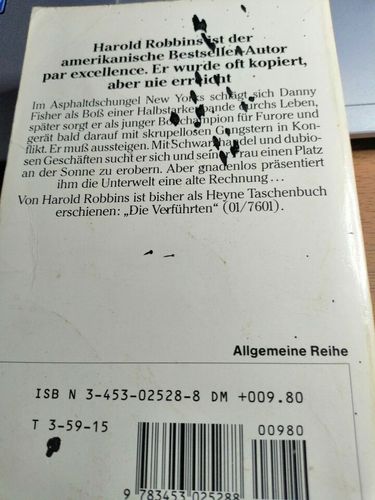 Harold Robbins ist der
amerikanische Bestseller-Autor
par excellence. Er wurde oft kopiert,
aber nie erreicht
Im Asphaltdschungel New Yorks schlägt sich Danny
Fisher als Boß einer Halbstarkenbande durchs Leben,
später sorgt er als junger Boxchampion für Furore und
gerät bald darauf mit skrupellosen Gangstern in Kon-
flikt. Er muß aussteigen. Mit Schwarzhandel und dubio-
sen Geschäften sucht er sich und seiner Frau einen Platz
an der Sonne zu erobern. Aber gnadenlos präsentiert
ihm die Unterwelt eine alte Rechnung ...
Von Harold Robbins ist bisher als Heyne Taschenbuch
erschienen: „Die Verführten“ (01/7601).
Allgemeine Reihe
ISB N 3-453-02528-8 DM +009.80
T 3-59-15
00980
9 783453 025288